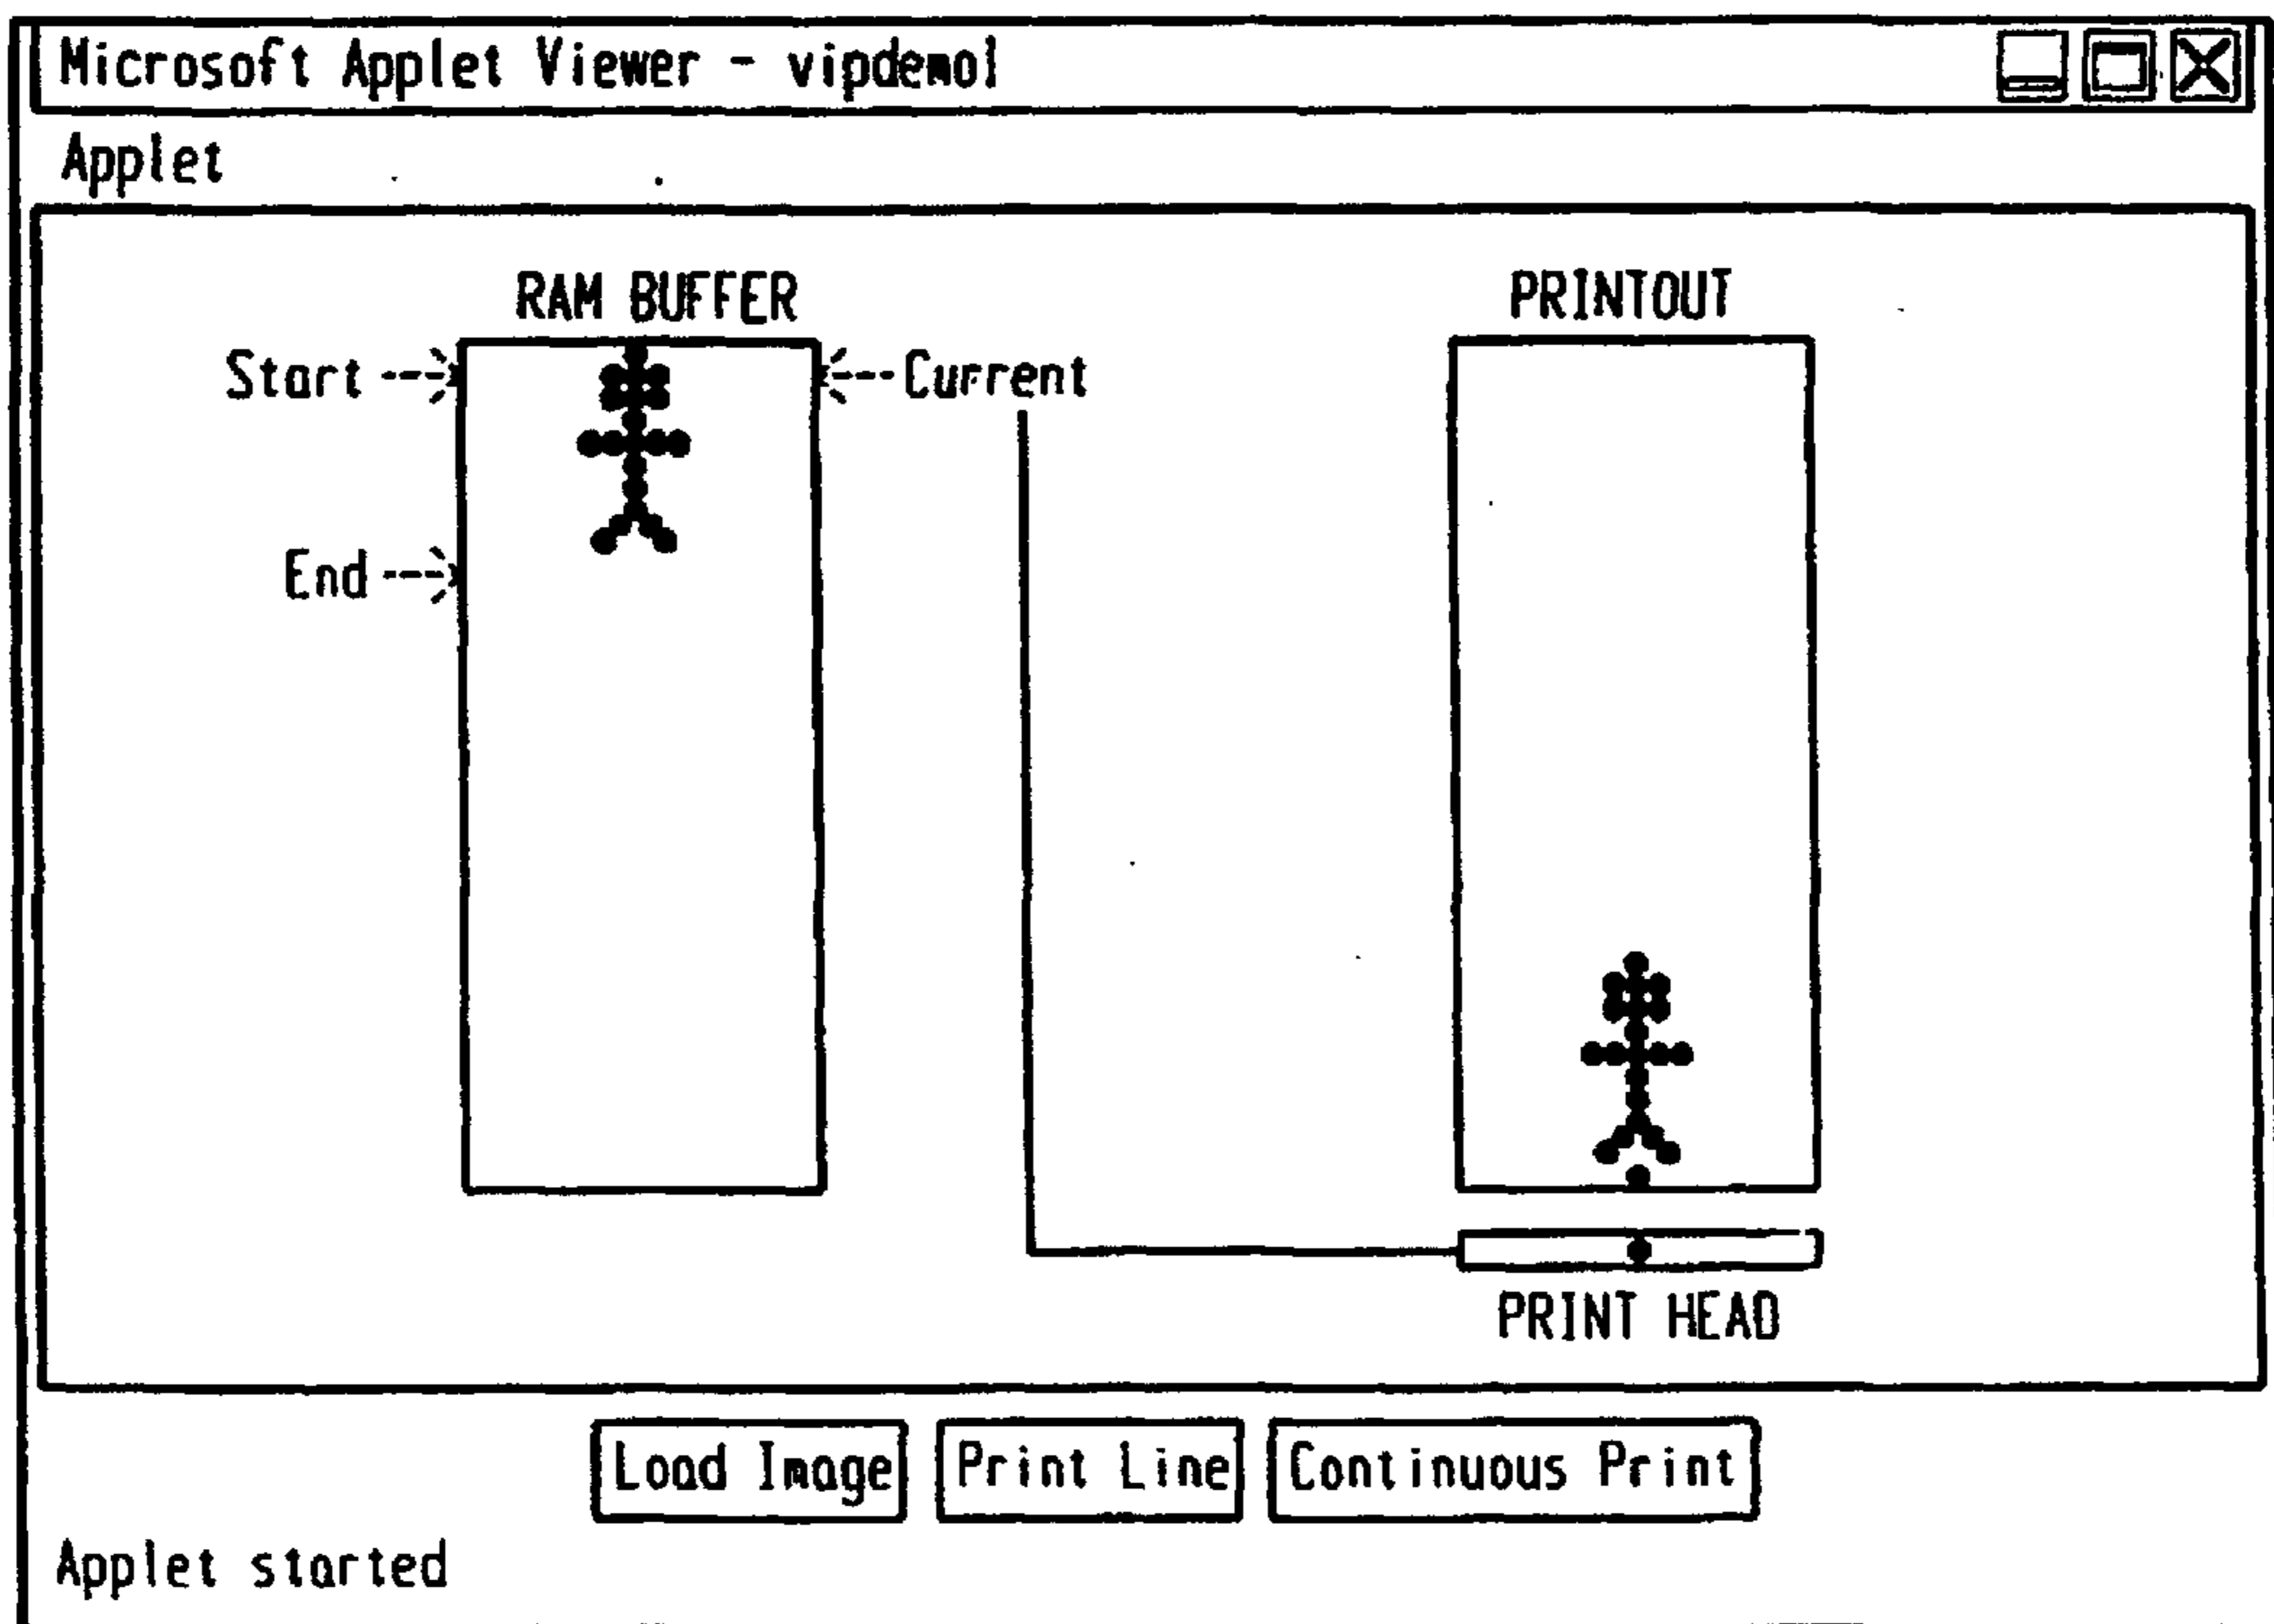 Microsoft Applet Viewer - vipdemo1
Applet
RAM BUFFER
PRINTOUT
Start
Current
End
PRINT HEAD
Load Image
Print Line
Continuous Print
Applet started